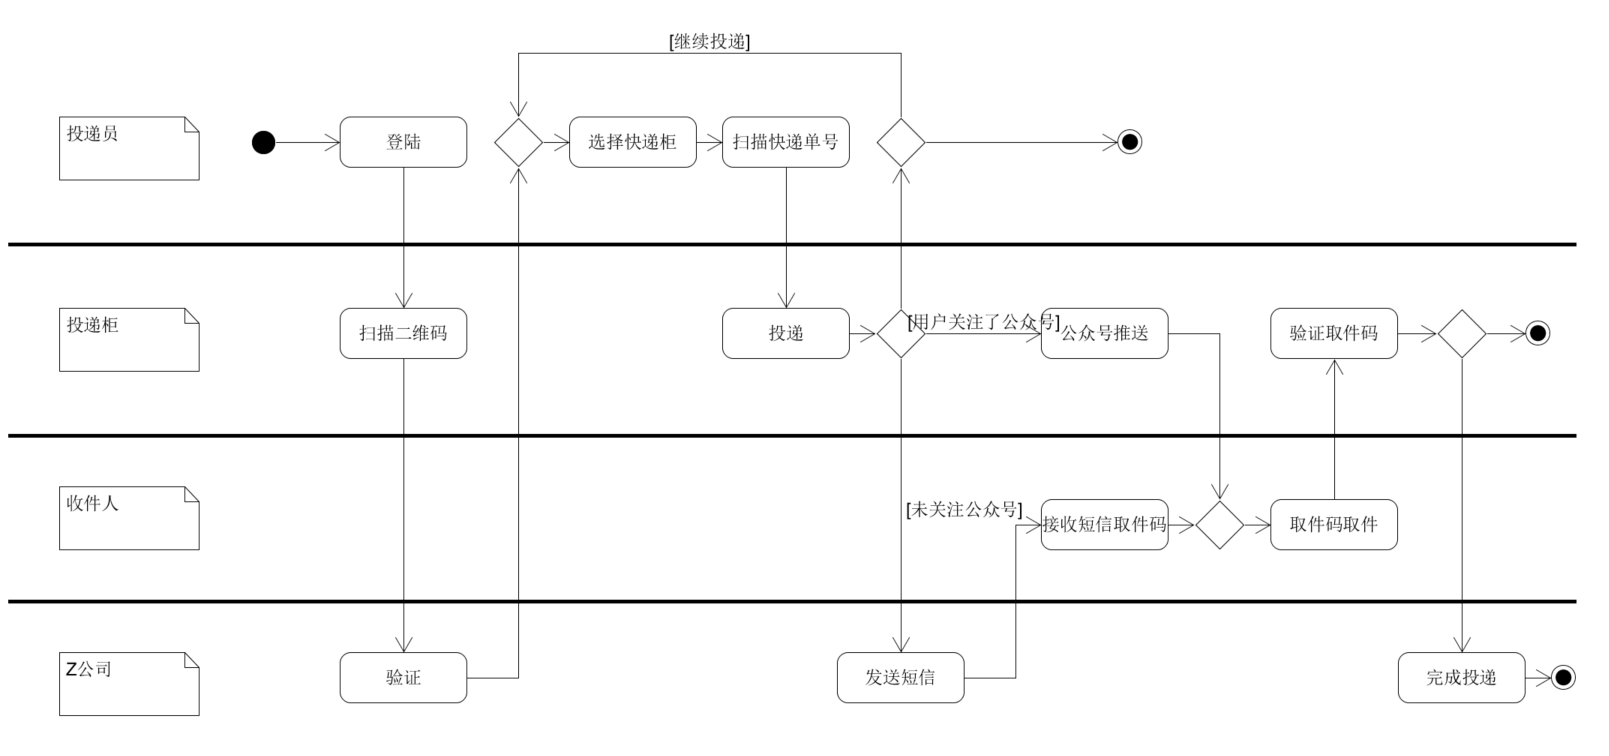 [继续投递]
投递员
登陆
选择快递柜
扫描快递单号
投递柜
扫描二维码
投递
[用户关注了公众号]
公众号推送
验证取件码
收件人
[未关注公众号]
接收短信取件码
取件码取件
Z公司
验证
发送短信
完成投递